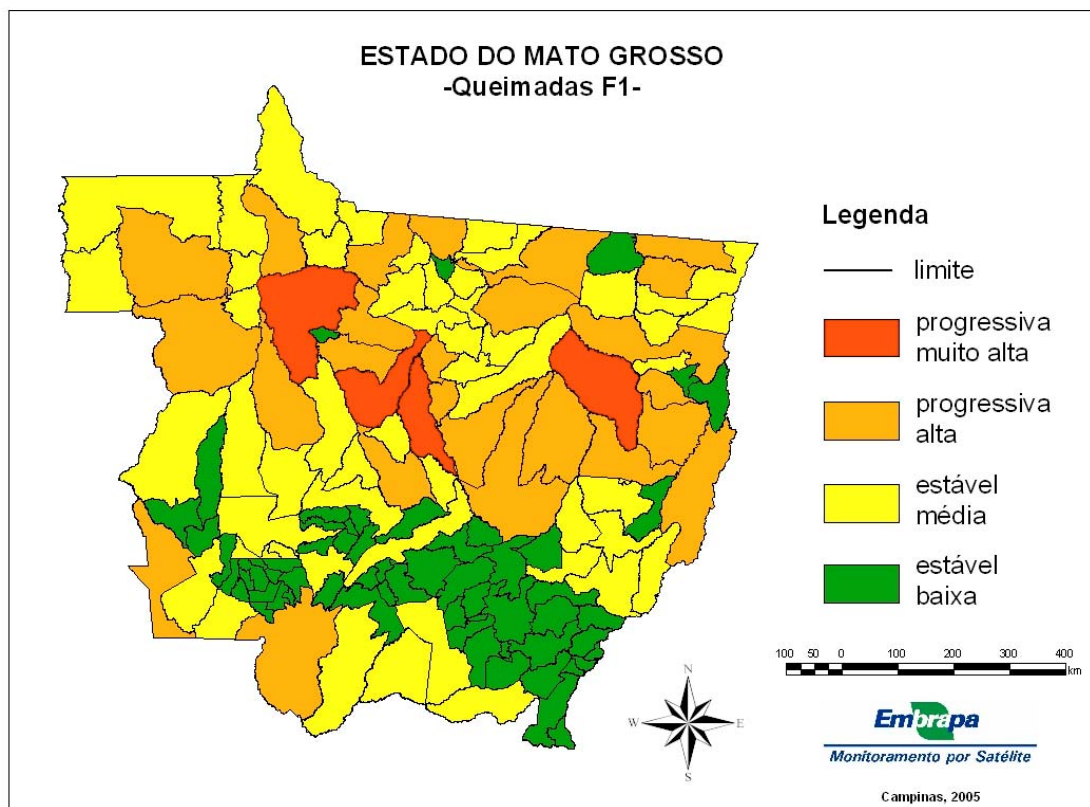 ESTADO DO MATO GROSSO
-Queimadas F1-
Legenda
limite
progressiva
muito alta
progressiva
alta
estável
média
estável
baixa
100 50 0 100 200 300 400
km
N
W E
S
Embrapa
Monitoramento por Satélite
Campinas, 2005